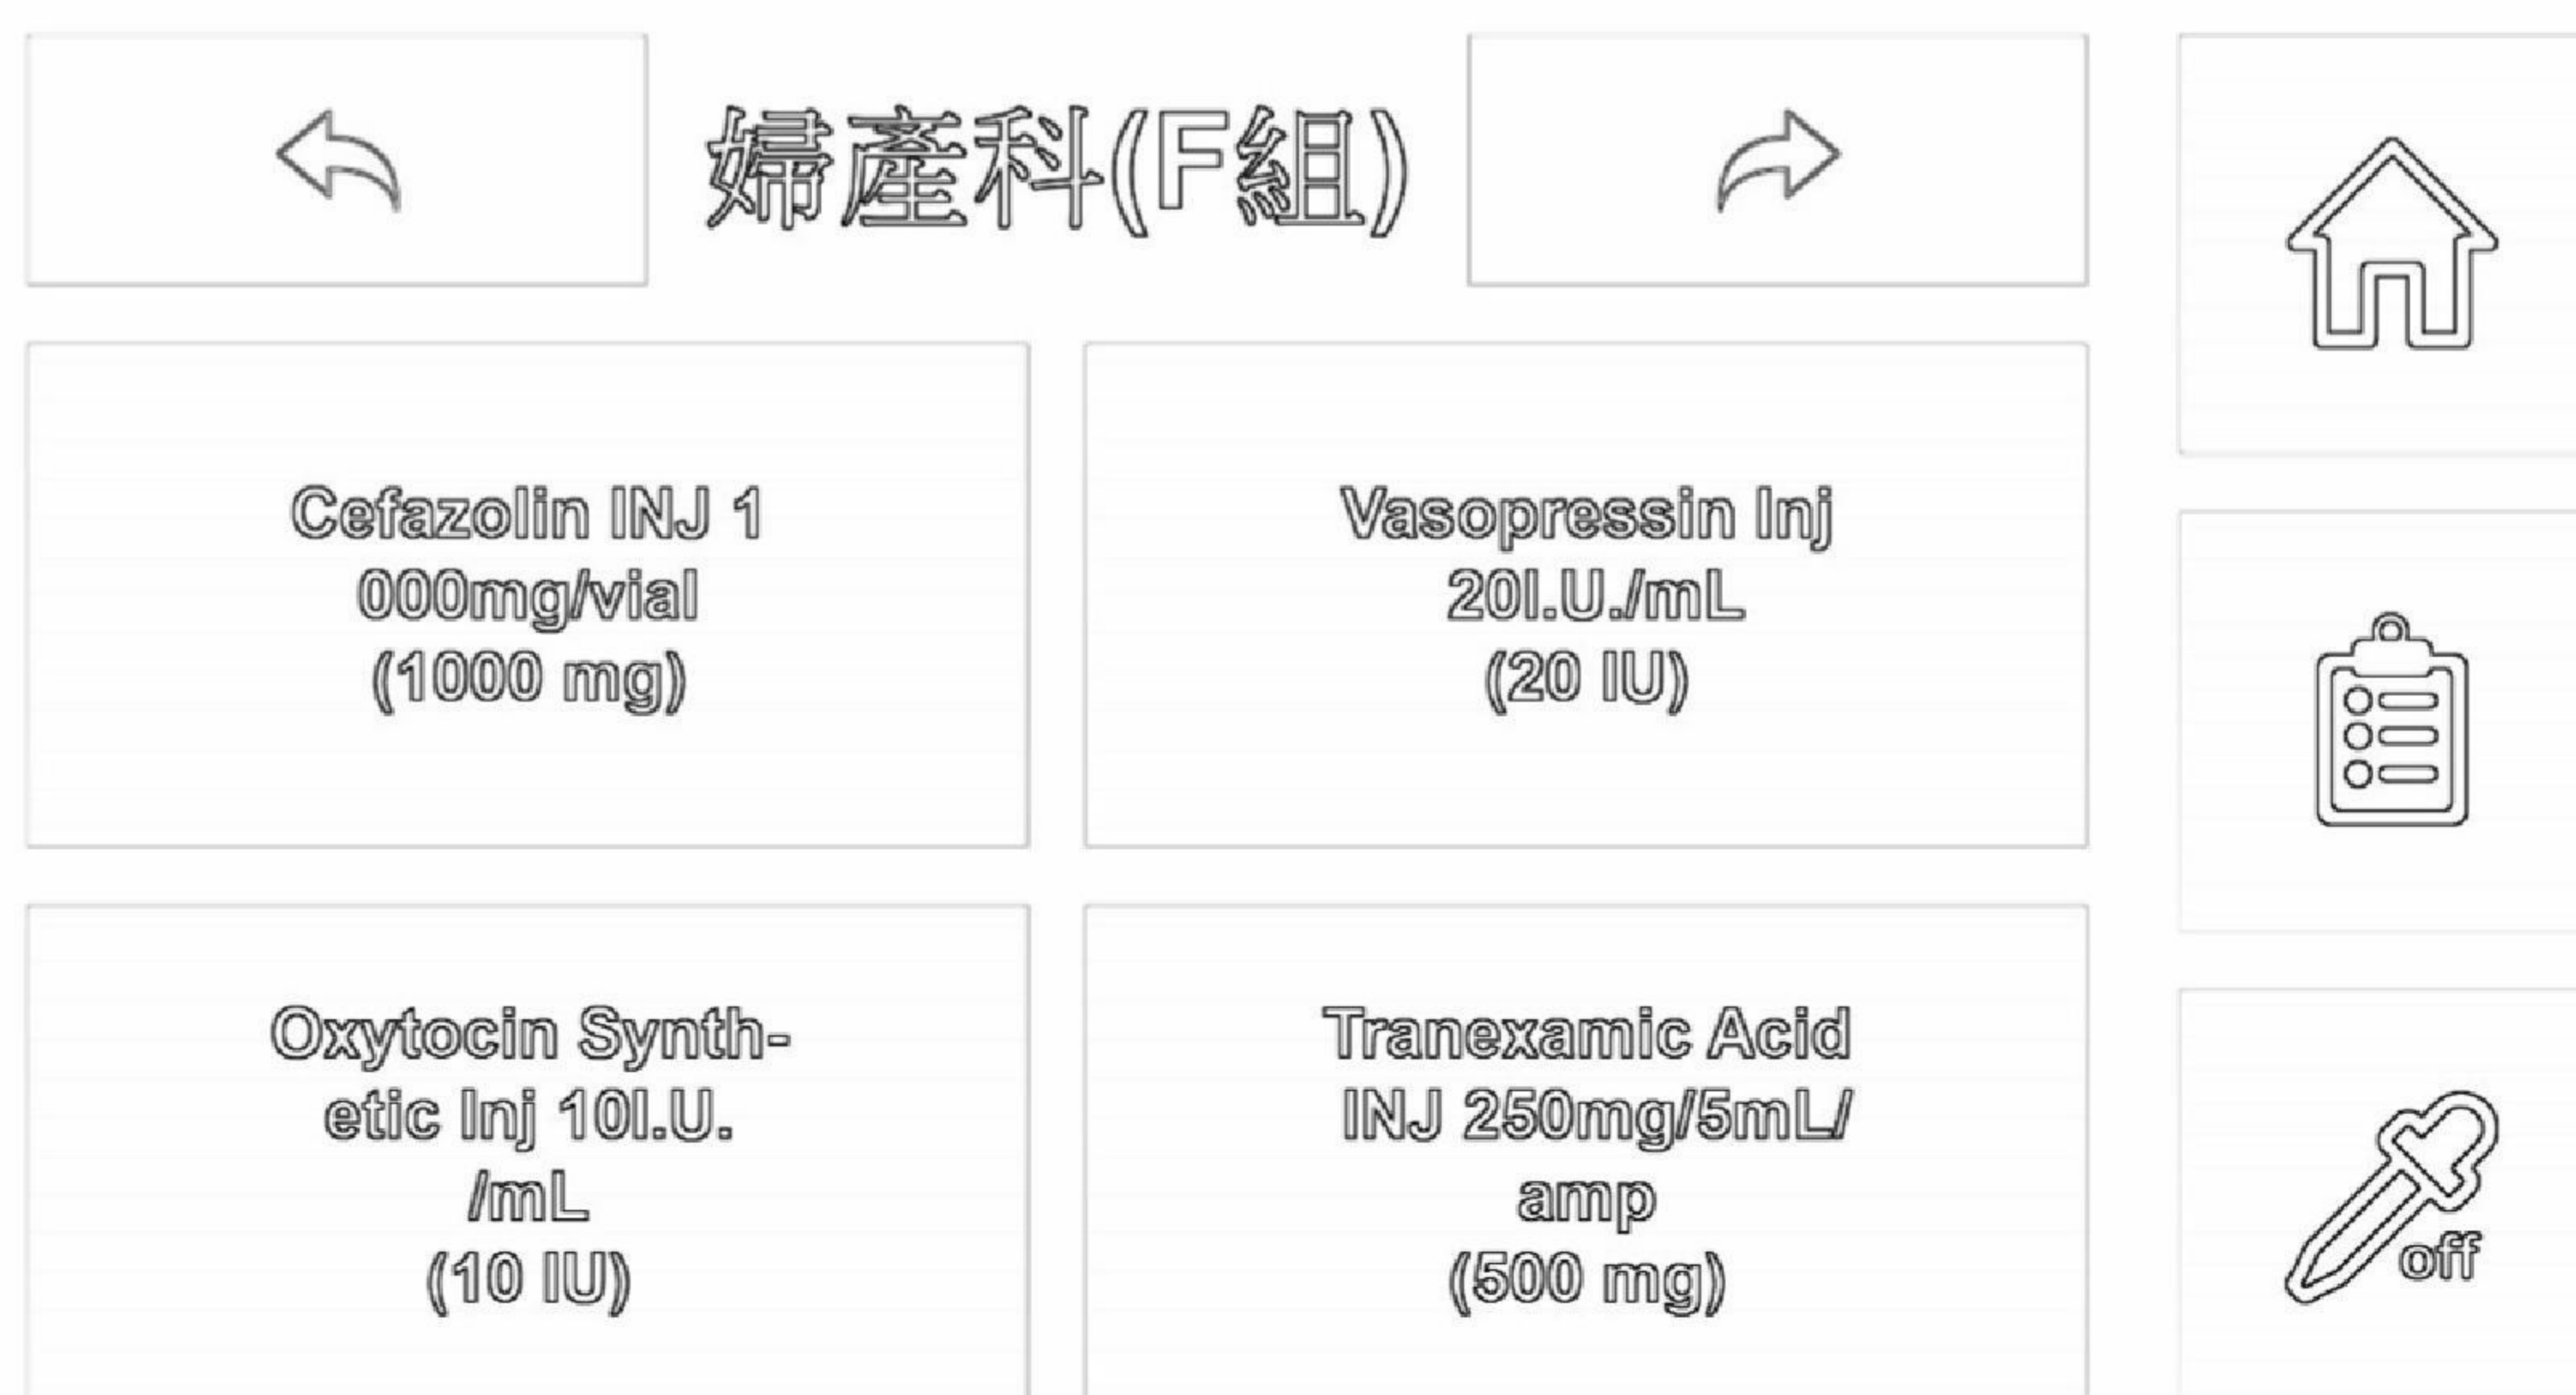 婦產科(F組)
Cefazolin INJ 1
000mg/vial
(1000 mg)
Vasopressin Inj
20I.U./mL
(20 IU)
Oxytocin Synth-
etic Inj 10I.U.
/mL
(10 IU)
Tranexamic Acid
INJ 250mg/5mL/
amp
(500 mg)
off